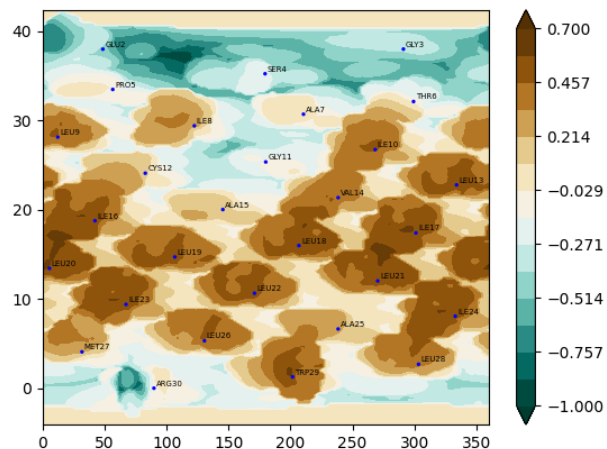 40
30
20
10
0
0
50
100
150
200
250
300
350
GLU2
GLY3
SER4
PRO5
THR6
ALA7
ILE8
LEU9
ILE10
GLY11
CYS12
LEU13
VAL14
ALA15
ILE16
ILE17
LEU18
LEU19
LEU20
LEU21
LEU22
ILE23
ILE24
ALA25
LEU26
MET27
LEU28
TRP29
ARG30
0.700
0.457
0.214
−0.029
−0.271
−0.514
−0.757
−1.000